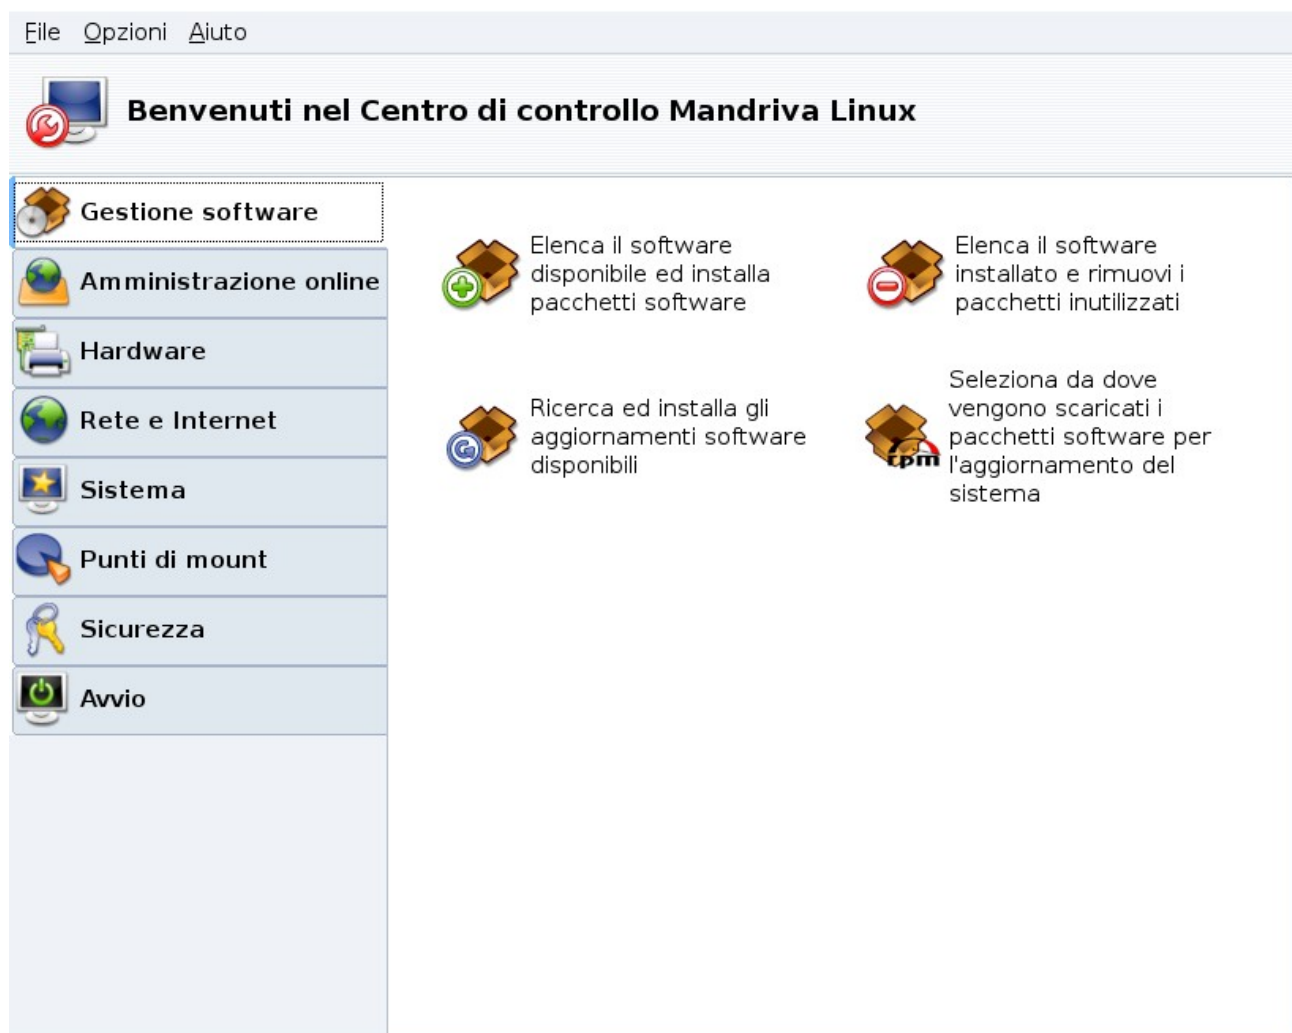 File Opzioni Aiuto
Benvenuti nel Centro di controllo Mandriva Linux
Gestione software
Amministrazione online
Hardware
Rete e Internet
Sistema
Punti di mount
Sicurezza
Avvio
Elenca il software
disponibile ed installa
pacchetti software
Elenca il software
installato e rimuovi i
pacchetti inutilizzati
Ricerca ed installa gli
aggiornamenti software
disponibili
rpm
Seleziona da dove
vengono scaricati i
pacchetti software per
l'aggiornamento del
sistema